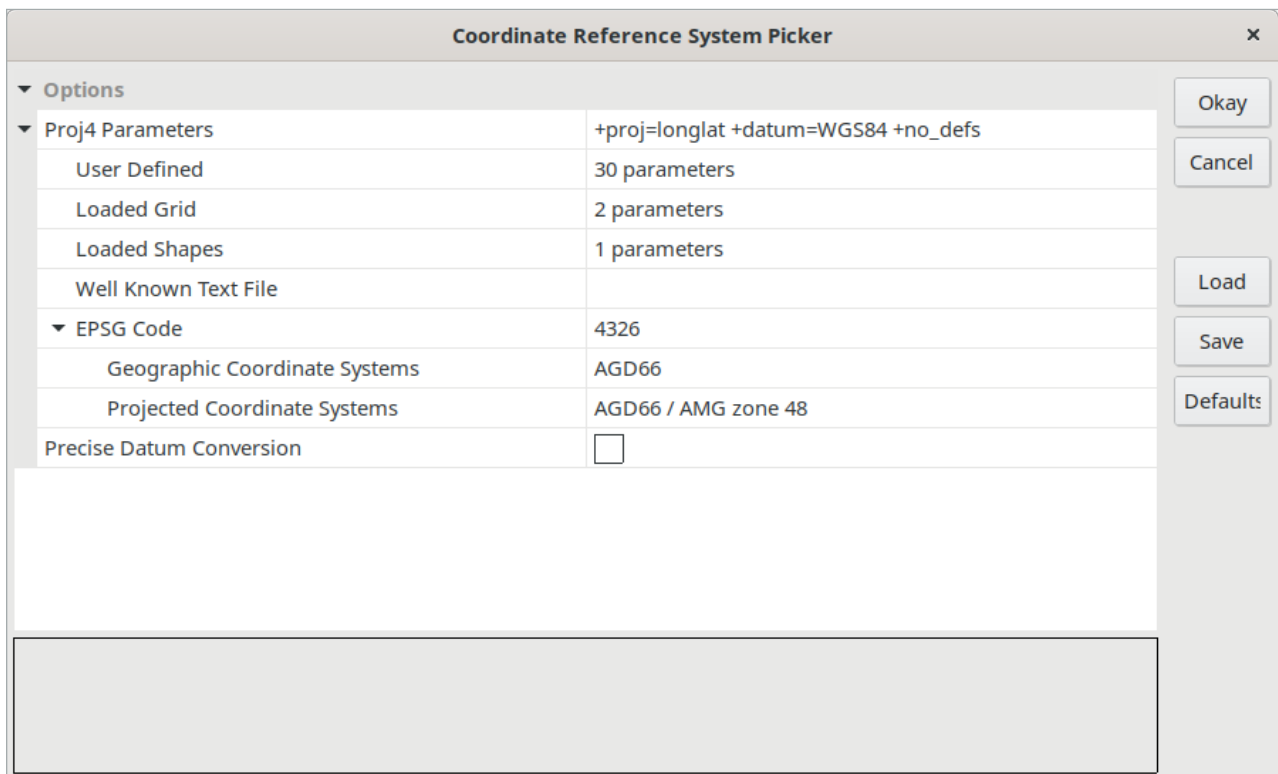 Coordinate Reference System Picker ×
Options
Proj4 Parameters +proj=longlat +datum=WGS84 +no_defs
User Defined 30 parameters
Loaded Grid 2 parameters
Loaded Shapes 1 parameters
Well Known Text File
EPSG Code 4326
Geographic Coordinate Systems AGD66
Projected Coordinate Systems AGD66 / AMG zone 48
Precise Datum Conversion
Okay
Cancel
Load
Save
Defaults